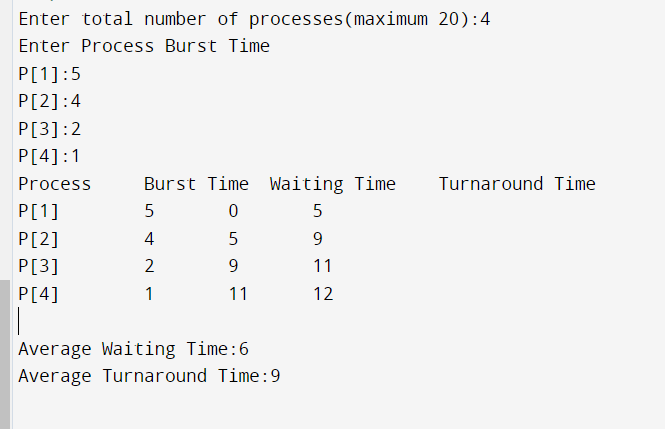 Enter total number of processes(maximum 20):4
Enter Process Burst Time
P[1]:5
P[2]:4
P[3]:2
P[4]:1
Process Burst Time Waiting Time Turnaround Time
P[1] 5 0 5
P[2] 4 5 9
P[3] 2 9 11
P[4] 1 11 12
Average Waiting Time:6
Average Turnaround Time:9